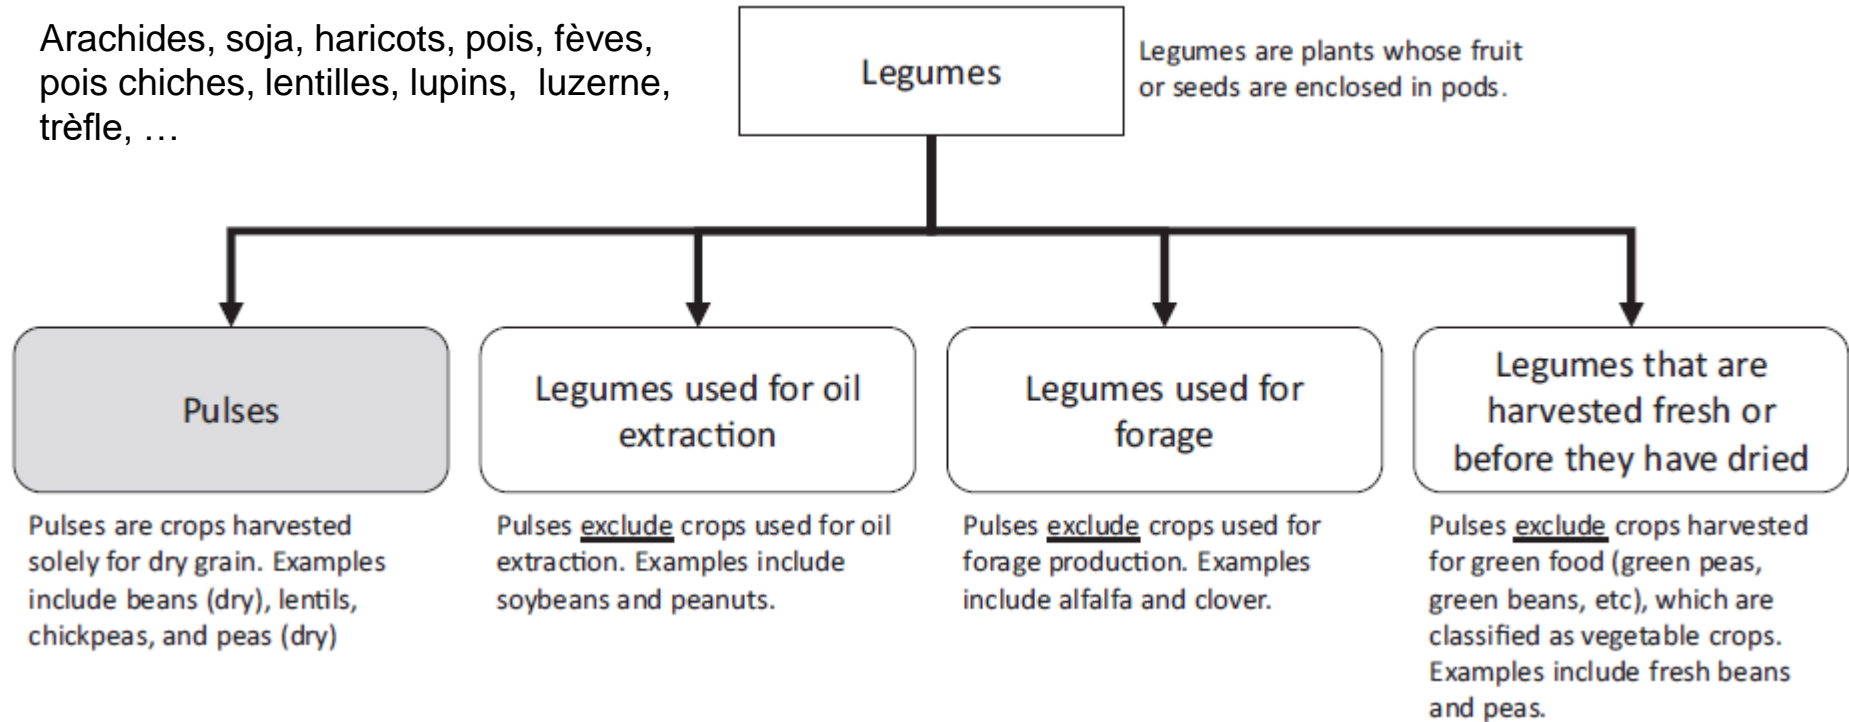 Arachides, soja, haricots, pois, fèves,
pois chiches, lentilles, lupins, luzerne,
trèfle, …
Legumes
Legumes are plants whose fruit
or seeds are enclosed in pods.
Pulses
Pulses are crops harvested
solely for dry grain. Examples
include beans (dry), lentils,
chickpeas, and peas (dry)
Legumes used for oil
extraction
Pulses exclude crops used for oil
extraction. Examples include
soybeans and peanuts.
Legumes used for
forage
Pulses exclude crops used for
forage production. Examples
include alfalfa and clover.
Legumes that are
harvested fresh or
before they have dried
Pulses exclude crops harvested
for green food (green peas,
green beans, etc), which are
classified as vegetable crops.
Examples include fresh beans
and peas.